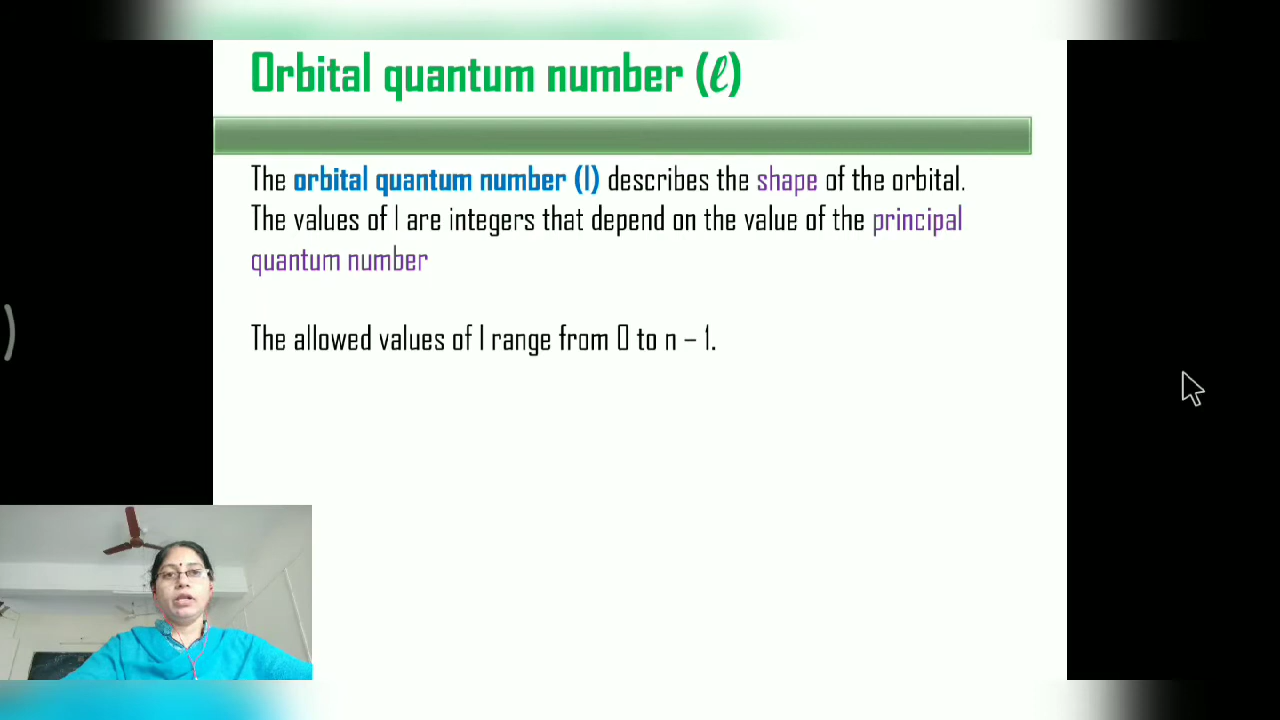 Orbital quantum number (ℓ)
The orbital quantum number (l) describes the shape of the orbital.
The values of l are integers that depend on the value of the principal
quantum number
The allowed values of l range from 0 to n – 1.